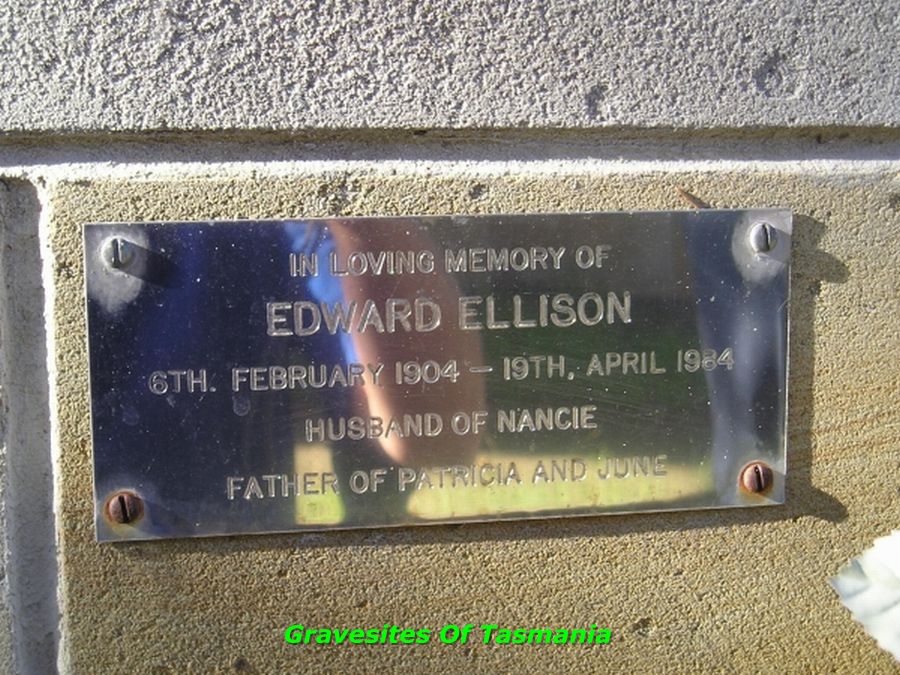 IN LOVING MEMORY OF
EDWARD ELLISON
6TH. FEBRUARY 1904 – 19TH. APRIL 1984
HUSBAND OF NANCIE
FATHER OF PATRICIA AND JUNE
Gravesites Of Tasmania